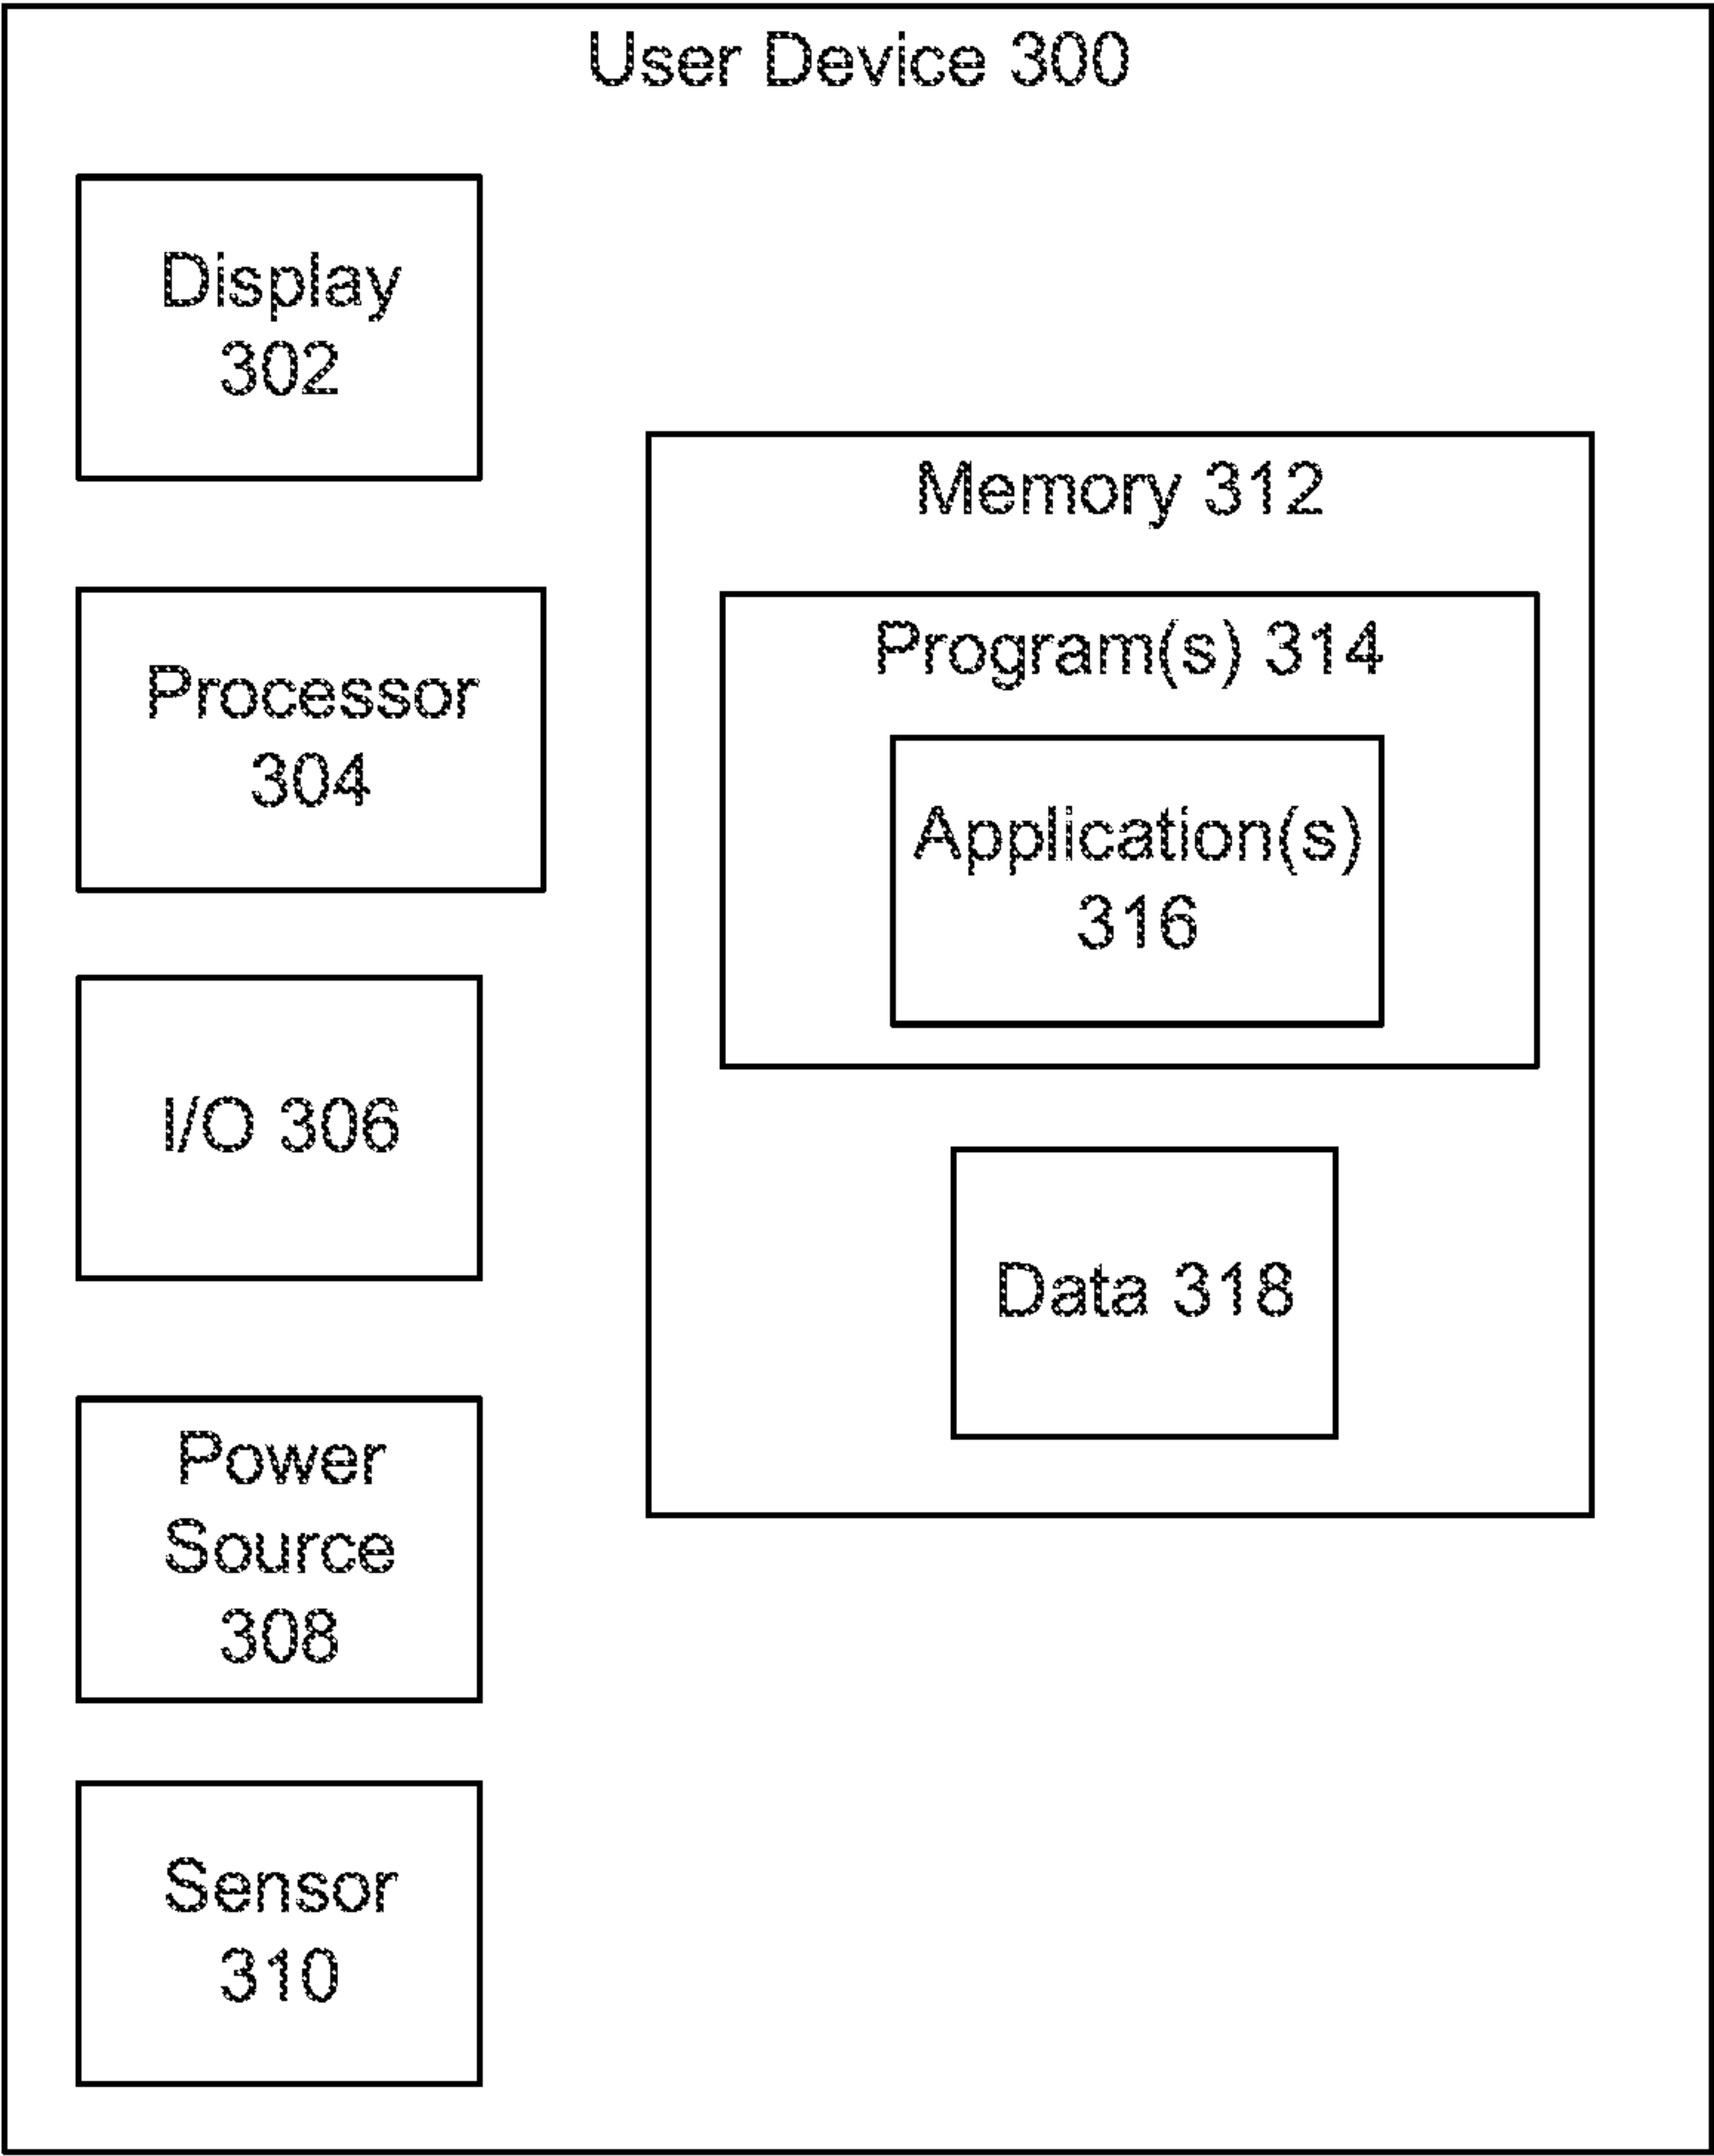 User Device 300
Display
302
Processor
304
I/O 306
Power
Source
308
Sensor
310
Memory 312
Program(s) 314
Application(s)
316
Data 318